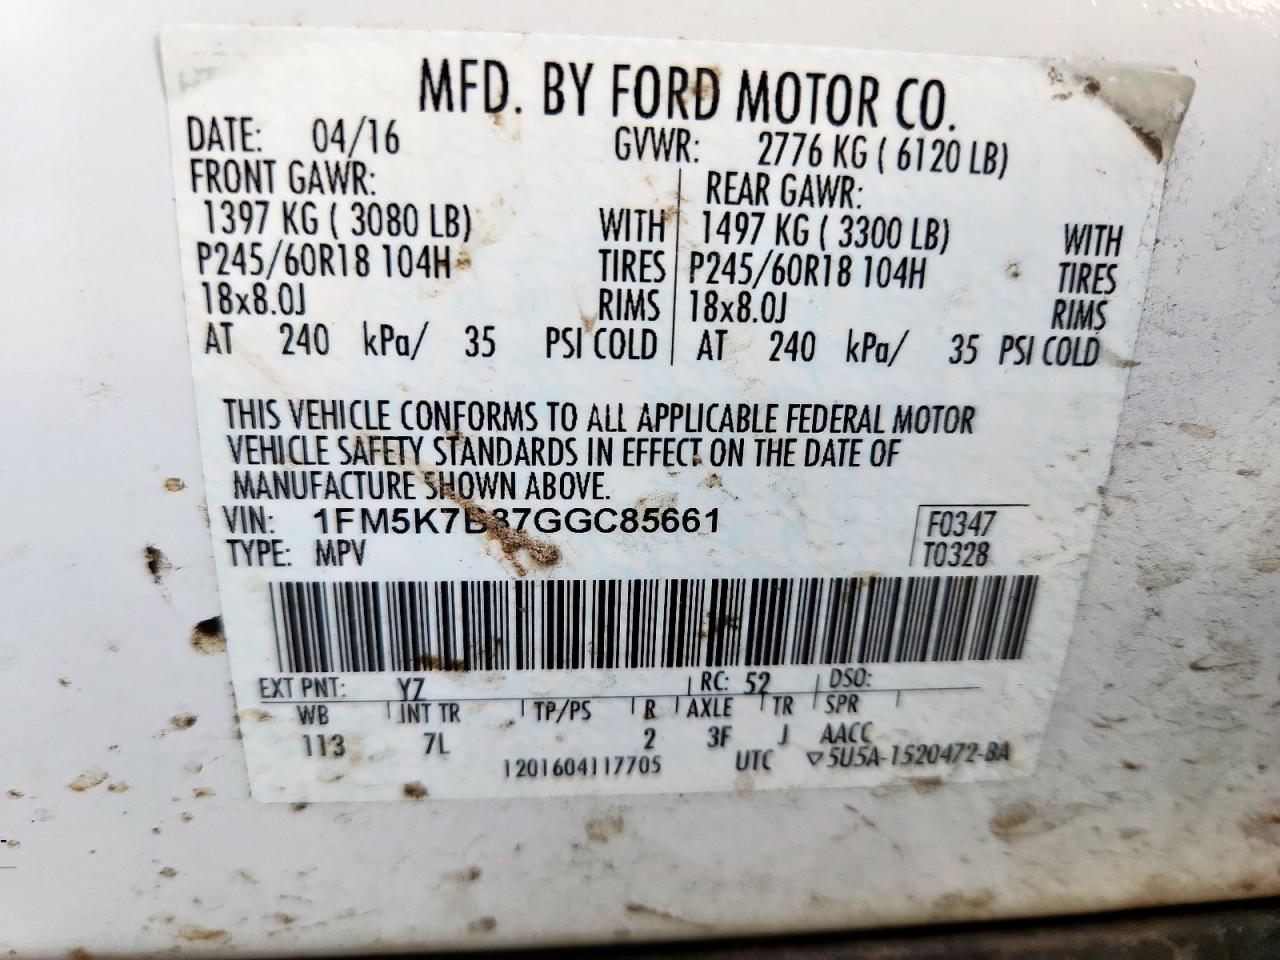 MFD. BY FORD MOTOR CO.
DATE: 04/16 GVWR: 2776 KG ( 6120 LB)
FRONT GAWR: REAR GAWR:
1397 KG ( 3080 LB) WITH 1497 KG ( 3300 LB) WITH
P245/60R18 104H TIRES P245/60R18 104H TIRES
18x8.0J RIMS 18x8.0J RIMS
AT 240 kPa/ 35 PSI COLD AT 240 kPa/ 35 PSI COLD
THIS VEHICLE CONFORMS TO ALL APPLICABLE FEDERAL MOTOR
VEHICLE SAFETY STANDARDS IN EFFECT ON THE DATE OF
MANUFACTURE SHOWN ABOVE.
VIN: 1FM5K7B87GGC85661 F0347
TYPE: MPV T0328
EXT PNT: YZ RC: 52 DSO:
WB INT TR TP/PS R AXLE TR SPR
113 7L 2 3F J AACC
1201604117705 UTC ▽5U5A-1520472-BA